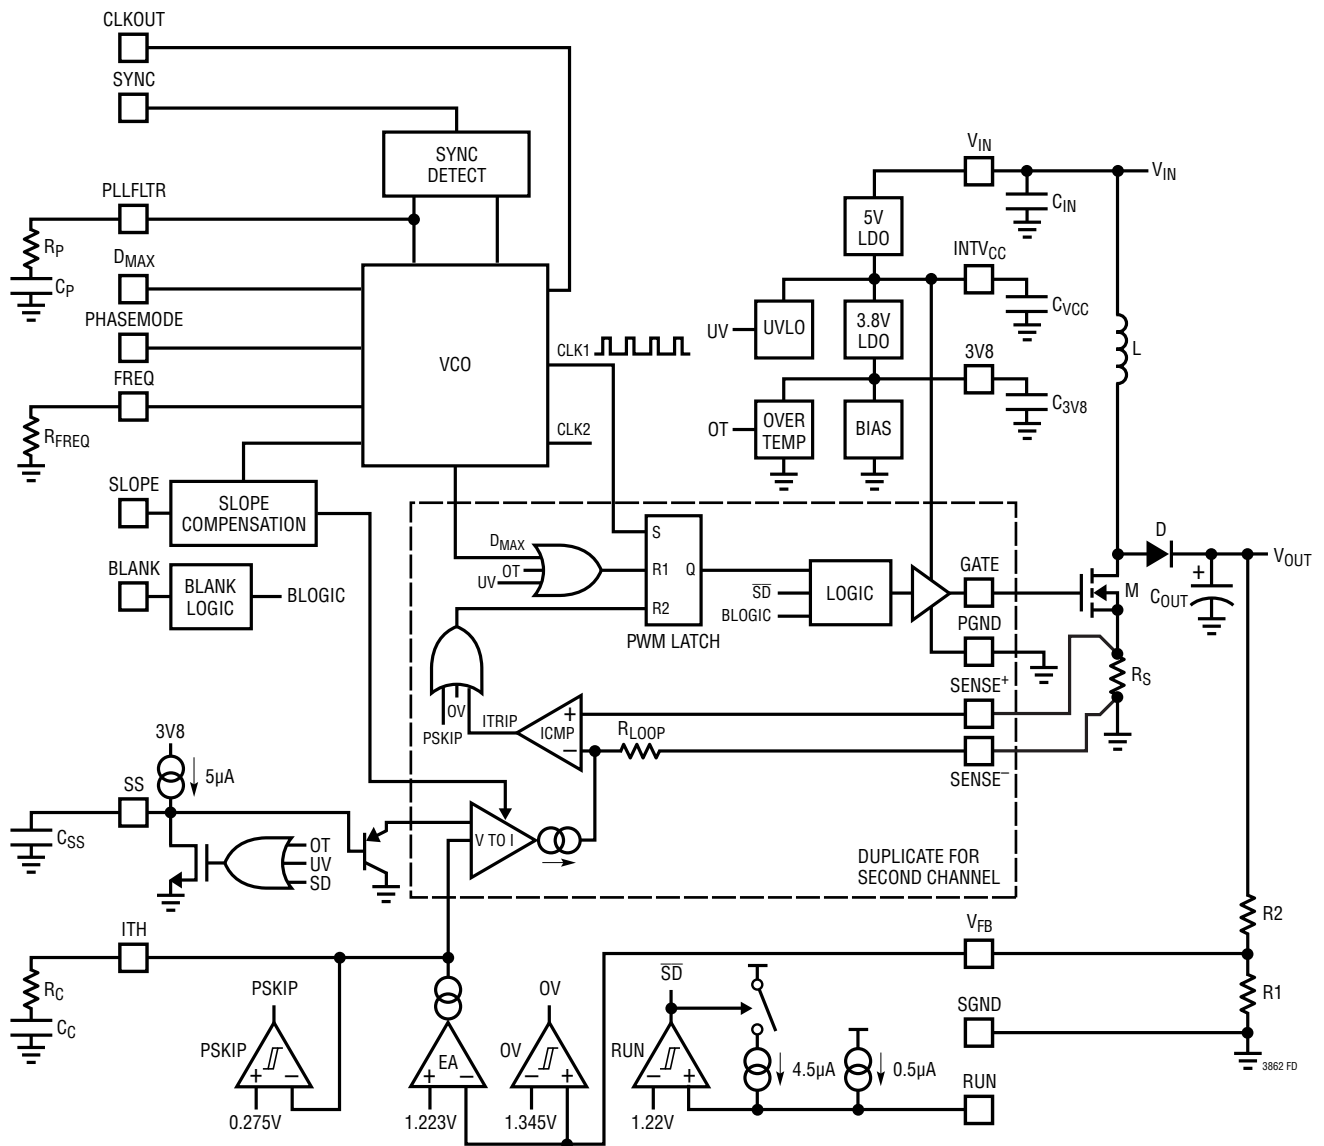 CLKOUT
SYNC
SYNC
DETECT
PLLFLTR
RP
CP
DMAX
PHASEMODE
FREQ
RFREQ
VCO
CLK1
CLK2
SLOPE
SLOPE
COMPENSATION
BLANK
BLANK
LOGIC
BLOGIC
VIN
VIN
CIN
5V
LDO
INTVCC
CVCC
UV
UVLO
3.8V
LDO
3V8
C3V8
OT
OVER
TEMP
BIAS
L
D
VOUT
COUT
+
M
RS
DMAX
OT
UV
S
R1
Q
R2
PWM LATCH
SD
BLOGIC
LOGIC
GATE
PGND
SENSE+
SENSE–
PSKIP
OV
ITRIP
ICMP
+
–
RLOOP
V TO I
DUPLICATE FOR
SECOND CHANNEL
3V8
5µA
SS
CSS
OT
UV
SD
ITH
RC
CC
PSKIP
PSKIP
+
–
0.275V
EA
+
–
1.223V
OV
OV
–
+
1.345V
SD
RUN
–
+
1.22V
4.5µA
0.5µA
VFB
SGND
RUN
R2
R1
3862 FD